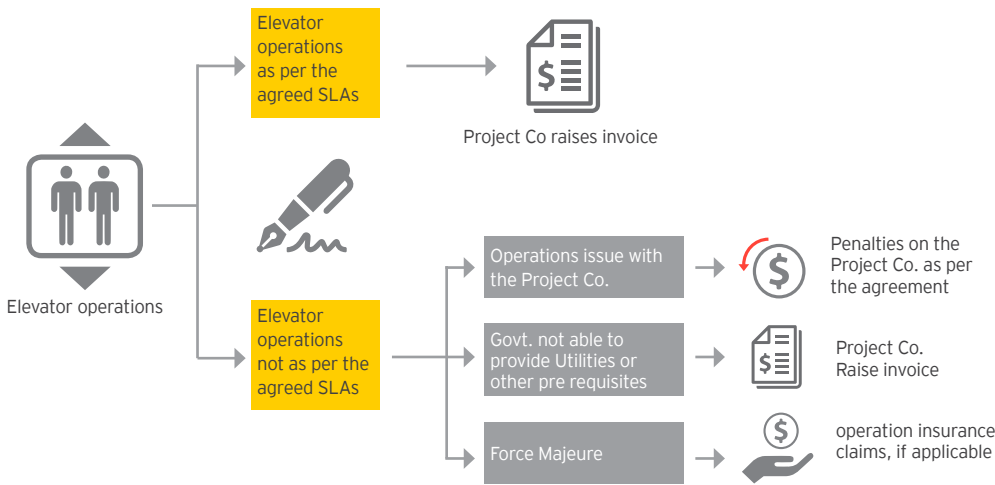 Elevator
operations
as per the
agreed SLAs
$
Project Co raises invoice
Elevator operations
Elevator
operations
not as per the
agreed SLAs
Operations issue with
the Project Co.
$
Penalties on the
Project Co. as per
the agreement
Govt. not able to
provide Utilities or
other pre requisites
$
Project Co.
Raise invoice
Force Majeure
$
operation insurance
claims, if applicable